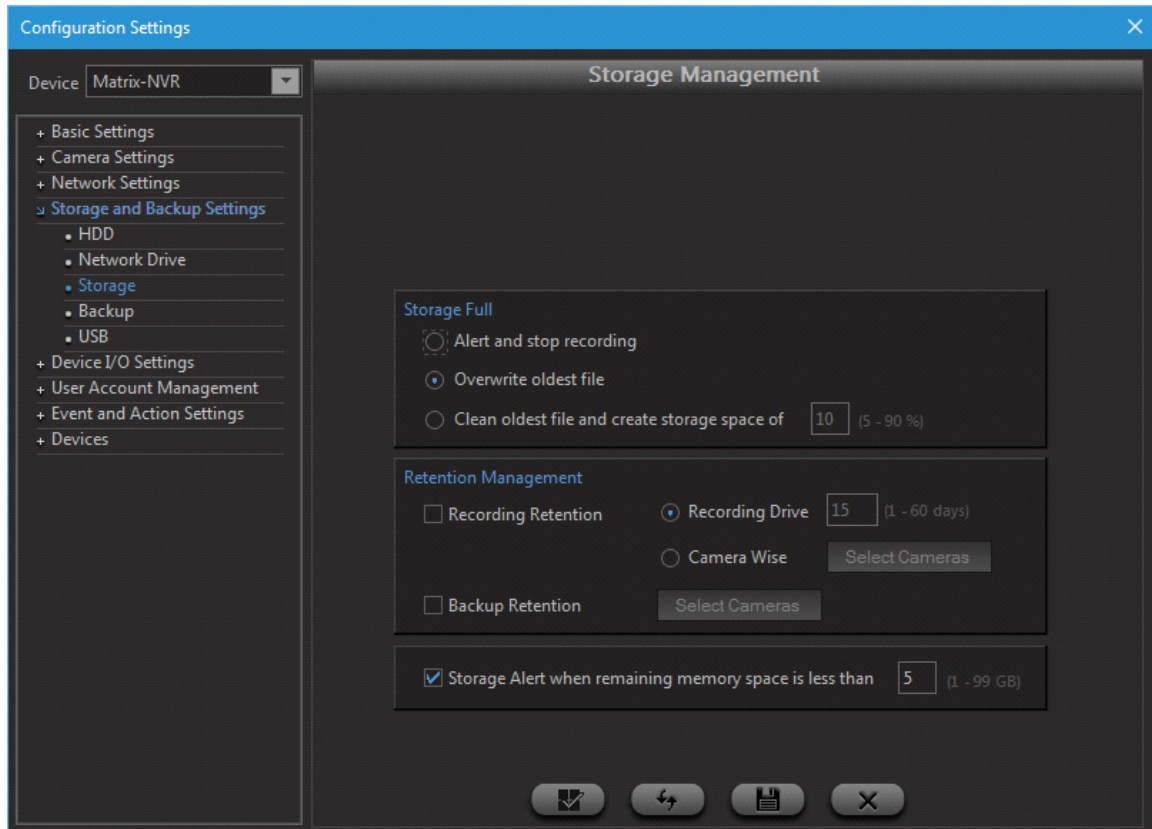 Configuration Settings
Device Matrix-NVR
Storage Management
+ Basic Settings
+ Camera Settings
+ Network Settings
Storage and Backup Settings
• HDD
• Network Drive
• Storage
• Backup
• USB
+ Device I/O Settings
+ User Account Management
+ Event and Action Settings
+ Devices
Storage Full
Alert and stop recording
Overwrite oldest file
Clean oldest file and create storage space of 10 (5 - 90 %)
Retention Management
Recording Retention Recording Drive 15 (1 - 60 days)
Camera Wise Select Cameras
Backup Retention Select Cameras
Storage Alert when remaining memory space is less than 5 (1 - 99 GB)